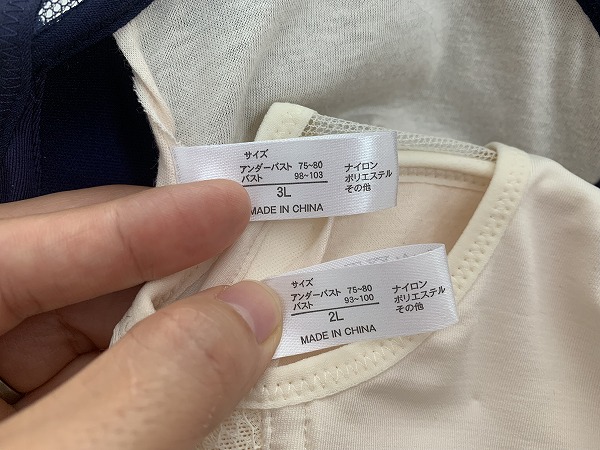 サイズ
アンダーバスト 75~80
バスト 98~103
3L
MADE IN CHINA
ナイロン
ポリエステル
その他
サイズ
アンダーバスト 75~80
バスト 93~100
2L
MADE IN CHINA
ナイロン
ポリエステル
その他